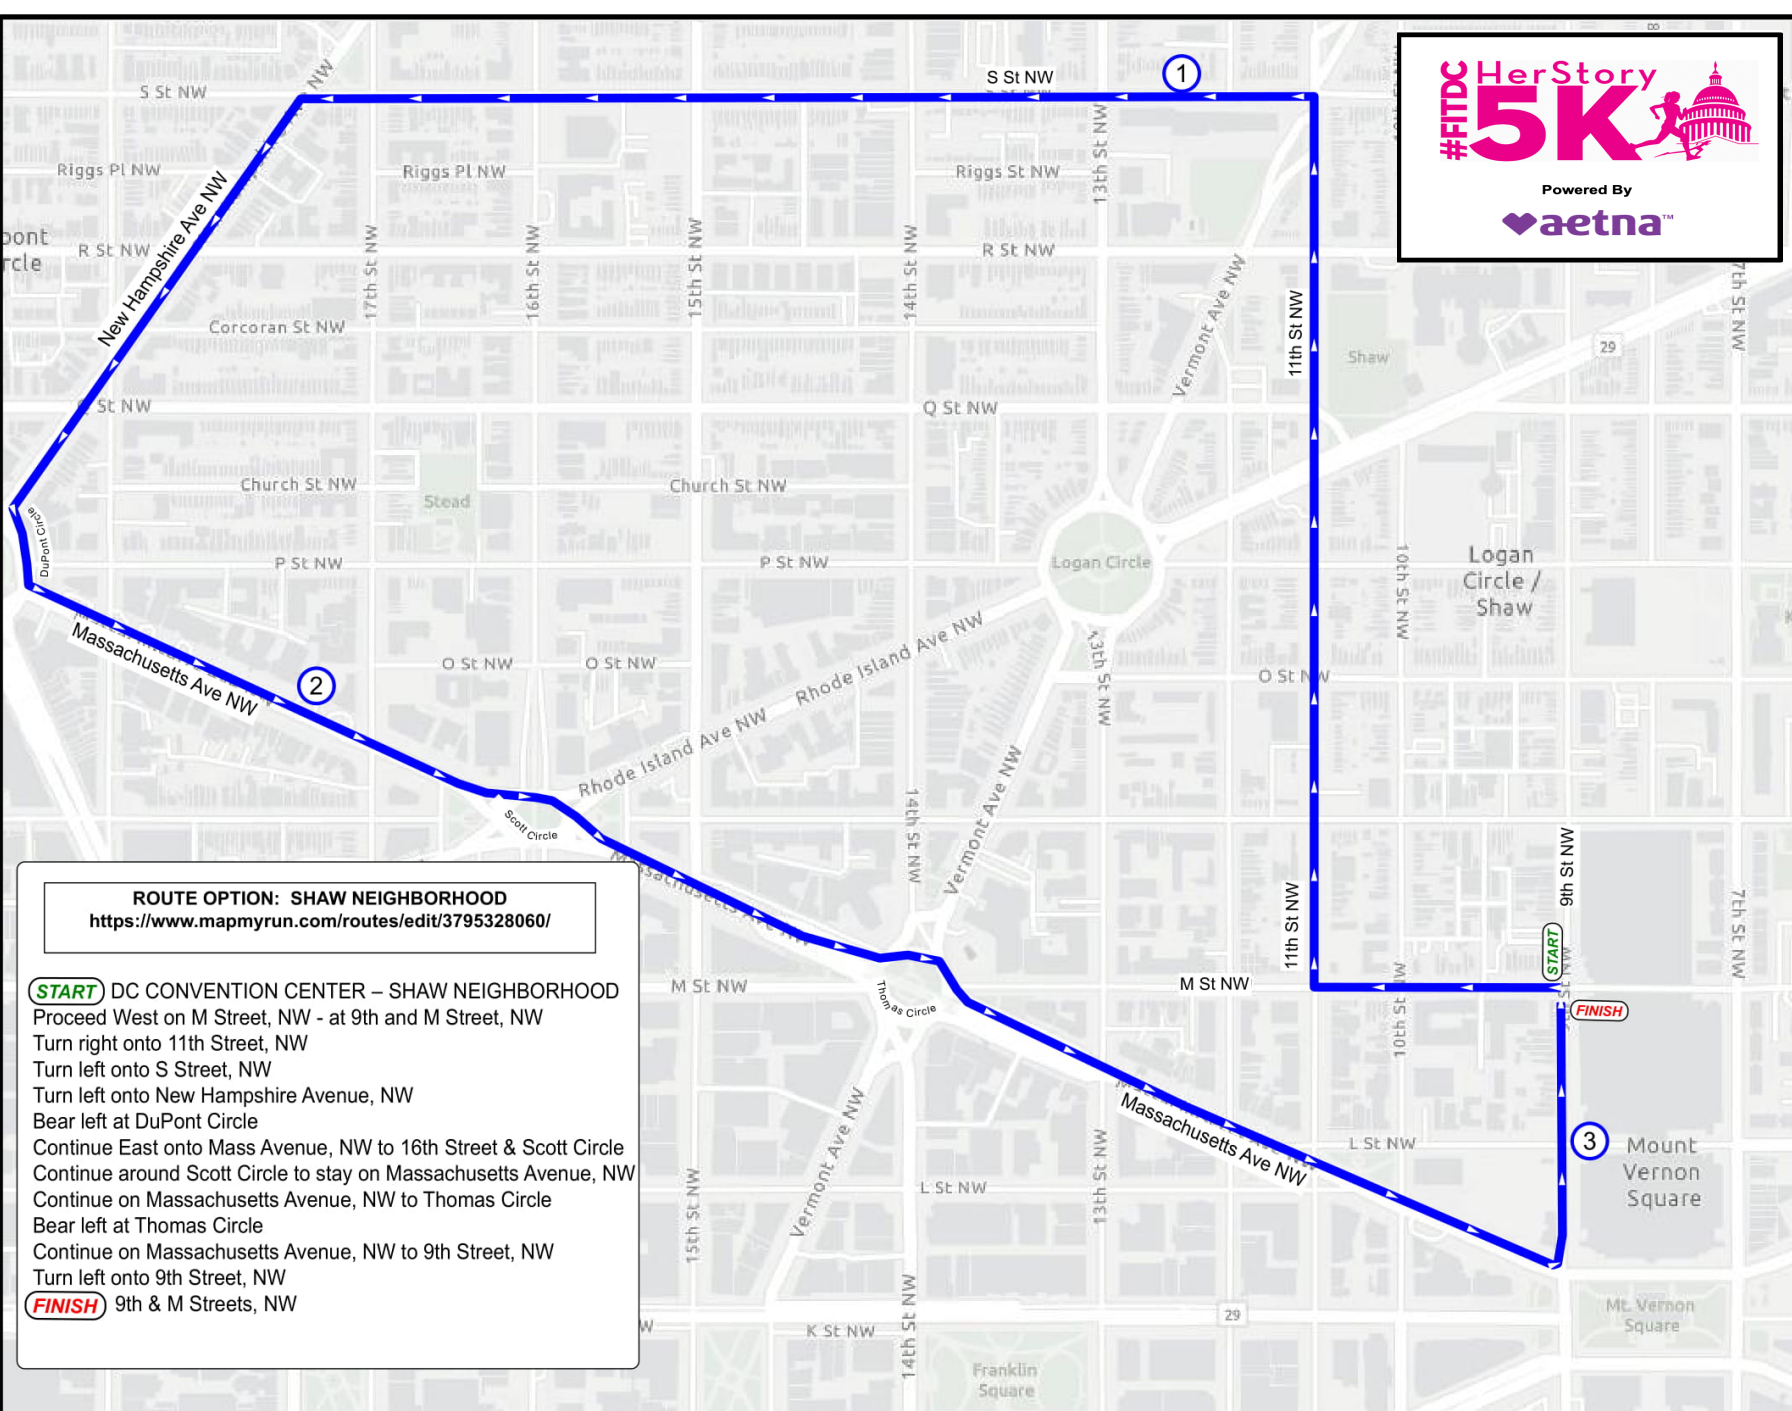 #FITDC
HerStory
5K
Powered By
aetna™
S St NW
S St NW
1
NW
Riggs Pl NW
Riggs Pl NW
Riggs St NW
13th St NW
New Hampshire Ave NW
R St NW
R St NW
17th St NW
16th St NW
15th St NW
14th St NW
Vermont Ave NW
11th St NW
7th St NW
Corcoran St NW
29
Shaw
St NW
Q St NW
Church St NW
Church St NW
Stead
DuPont Circle
P St NW
P St NW
Logan Circle
10th St NW
Logan
Circle /
Shaw
Massachusetts Ave NW
2
O St NW
O St NW
Rhode Island Ave NW
Rhode Island Ave NW
13th St NW
O St NW
Scott Circle
14th St NW
Vermont Ave NW
9th St NW
7th St NW
11th St NW
START
FINISH
M St NW
M St NW
Thomas Circle
10th St NW
Massachusetts Ave NW
Vermont Ave NW
13th St NW
15th St NW
L St NW
L St NW
3
Mount
Vernon
Square
14th St NW
K St NW
29
Mt. Vernon
Square
Franklin
Square
ROUTE OPTION: SHAW NEIGHBORHOOD
https://www.mapmyrun.com/routes/edit/3795328060/
START DC CONVENTION CENTER – SHAW NEIGHBORHOOD
Proceed West on M Street, NW - at 9th and M Street, NW
Turn right onto 11th Street, NW
Turn left onto S Street, NW
Turn left onto New Hampshire Avenue, NW
Bear left at DuPont Circle
Continue East onto Mass Avenue, NW to 16th Street & Scott Circle
Continue around Scott Circle to stay on Massachusetts Avenue, NW
Continue on Massachusetts Avenue, NW to Thomas Circle
Bear left at Thomas Circle
Continue on Massachusetts Avenue, NW to 9th Street, NW
Turn left onto 9th Street, NW
FINISH 9th & M Streets, NW